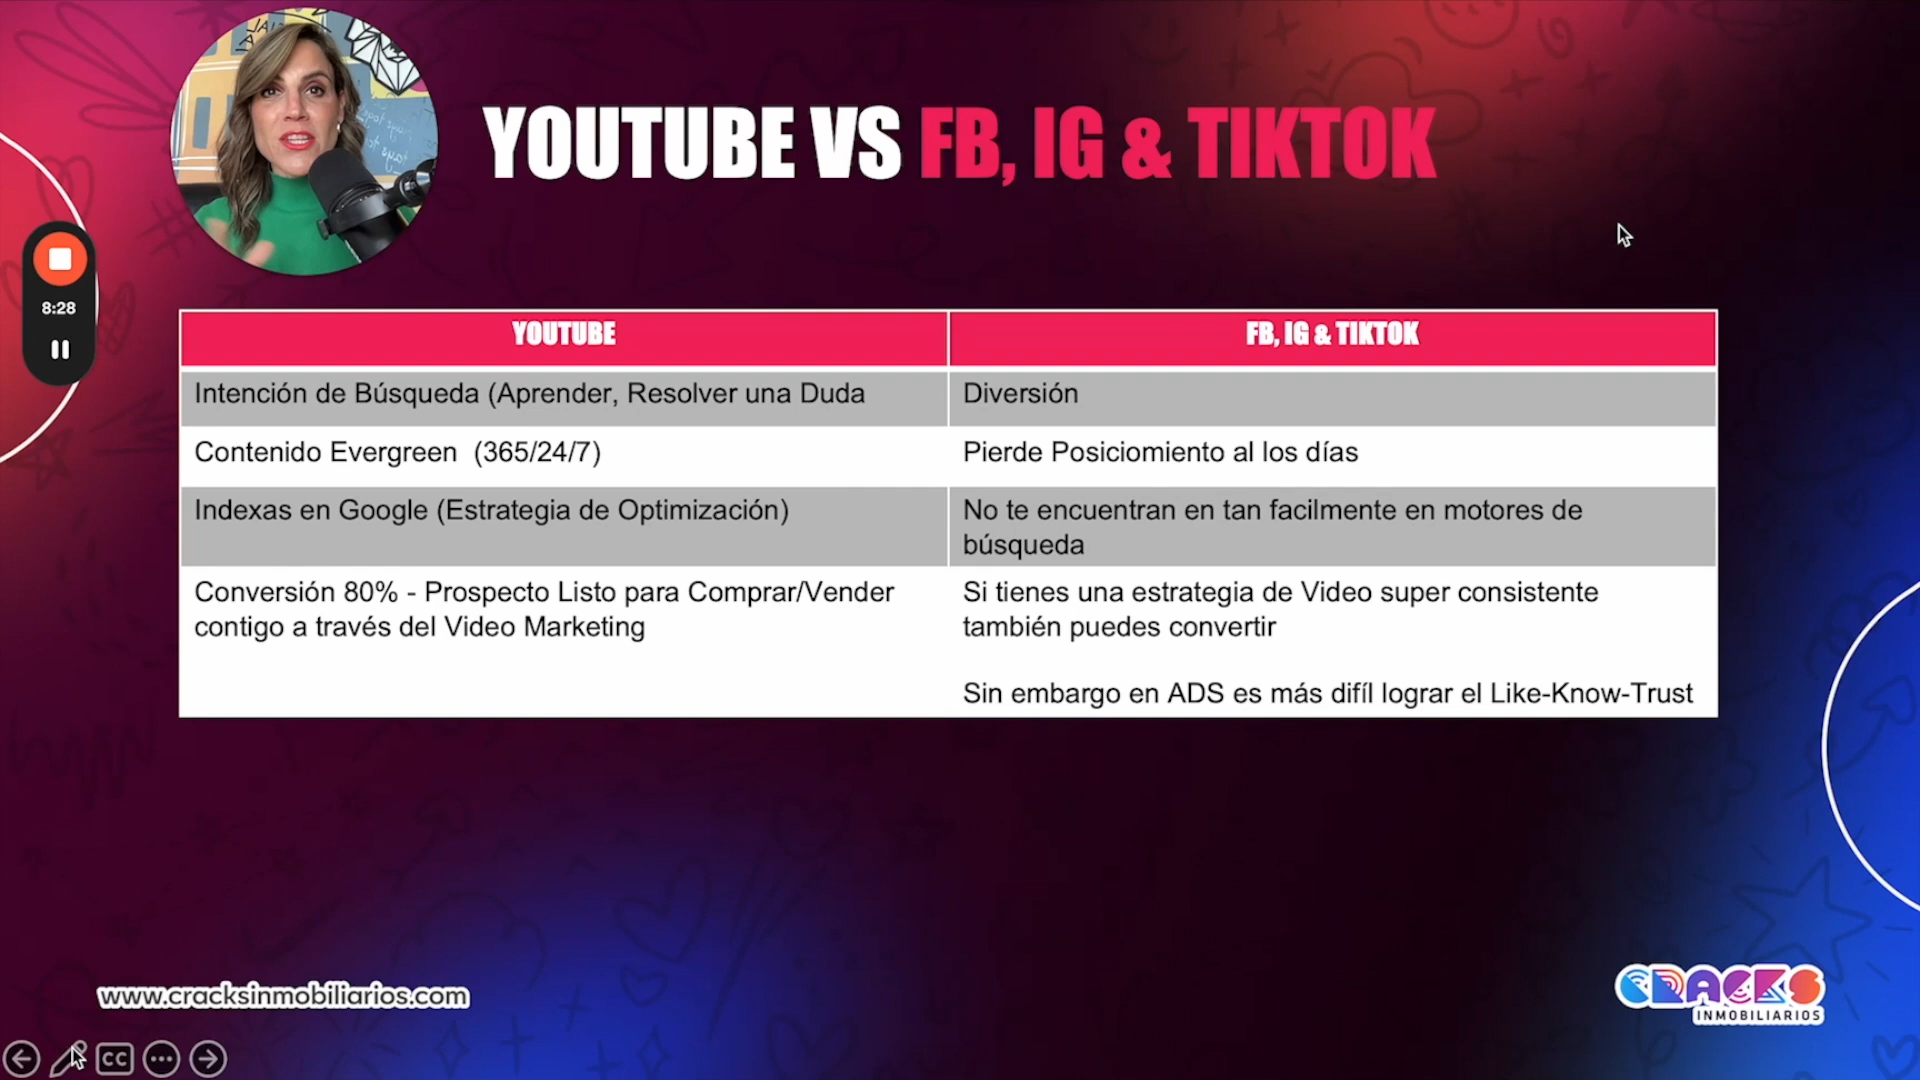 YOUTUBE VS FB, IG & TIKTOK
8:28
YOUTUBE
FB, IG & TIKTOK
Intención de Búsqueda (Aprender, Resolver una Duda
Diversión
Contenido Evergreen (365/24/7)
Pierde Posiciomiento al los días
Indexas en Google (Estrategia de Optimización)
No te encuentran en tan facilmente en motores de
búsqueda
Conversión 80% - Prospecto Listo para Comprar/Vender
contigo a través del Video Marketing
Si tienes una estrategia de Video super consistente
también puedes convertir
Sin embargo en ADS es más difíl lograr el Like-Know-Trust
www.cracksinmobiliarios.com
CRACKS
INMOBILIARIOS
CC